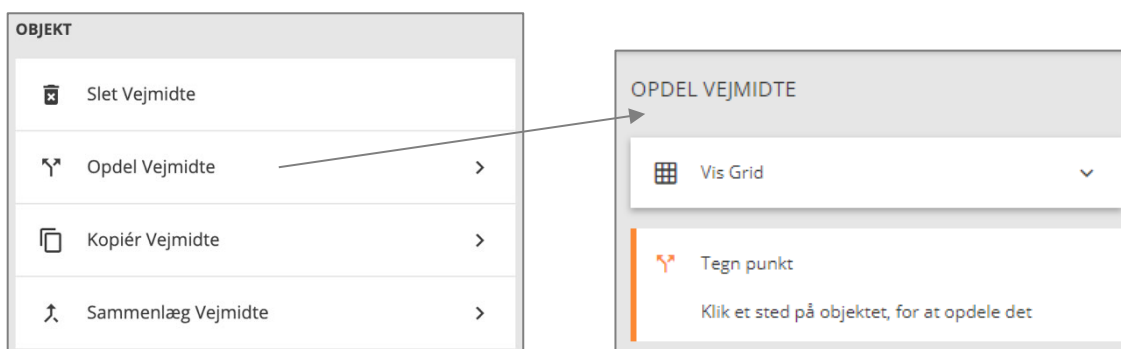 OBJEKT
Slet Vejmidte
Opdel Vejmidte
Kopiér Vejmidte
Sammenlæg Vejmidte
OPDEL VEJMIDTE
Vis Grid
Tegn punkt
Klik et sted på objektet, for at opdele det